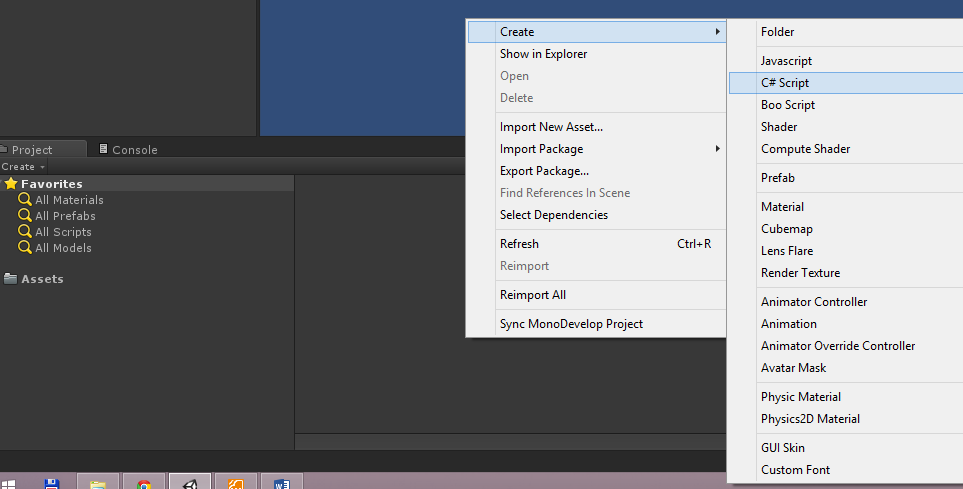 Project
Console
Create
Favorites
All Materials
All Prefabs
All Scripts
All Models
Assets
Create
Show in Explorer
Open
Delete
Import New Asset...
Import Package
Export Package...
Find References In Scene
Select Dependencies
Refresh Ctrl+R
Reimport
Reimport All
Sync MonoDevelop Project
Folder
Javascript
C# Script
Boo Script
Shader
Compute Shader
Prefab
Material
Cubemap
Lens Flare
Render Texture
Animator Controller
Animation
Animator Override Controller
Avatar Mask
Physic Material
Physics2D Material
GUI Skin
Custom Font